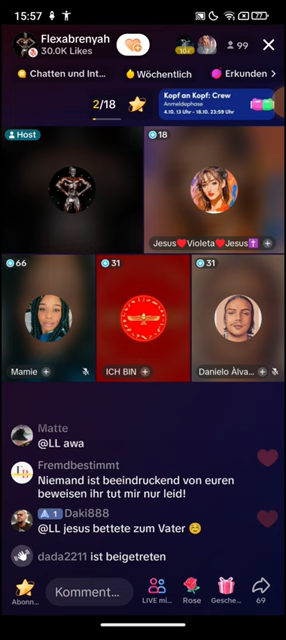 15:57
77
Flexabrenyah
30.0K Likes
10+
99
Chatten und Int...
Wöchentlich
Erkunden
2/18
Kopf an Kopf: Crew
Anmeldephase
4.10. 13 Uhr - 18.10. 23:59 Uhr
Host
18
Jesus❤️Violeta❤️Jesus✝️
66
31
31
Mamie
ICH BIN
Danielo Àlva...
Matte
@LL awa
Fremdbestimmt
Niemand ist beeindruckend von euren
beweisen ihr tut mir nur leid!
1 Daki888
@LL jesus bettete zum Vater ☺️
dada2211 ist beigetreten
Abonn...
Komment...
LIVE mi...
Rose
Gesche...
69